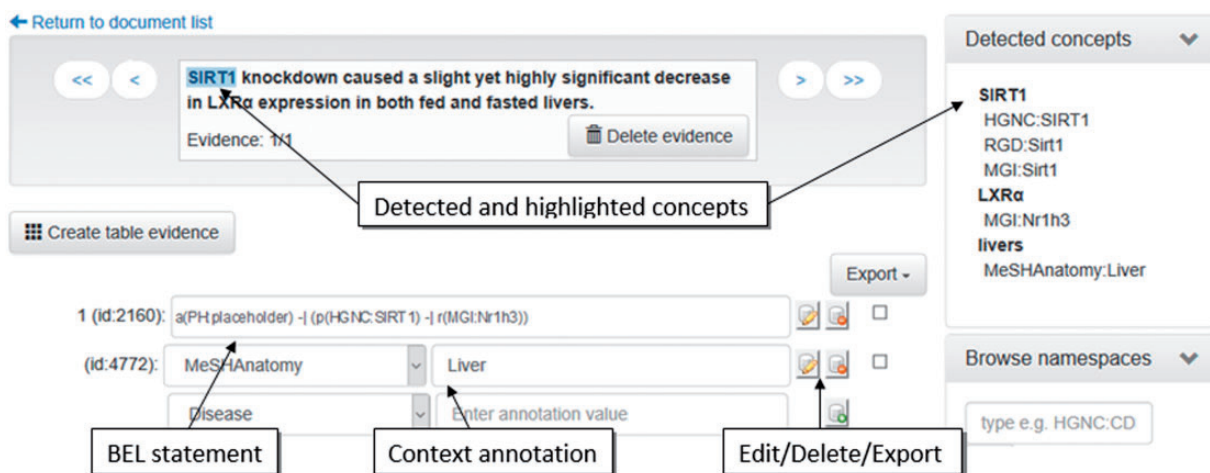 Return to document list
<< < SIRT1 knockdown caused a slight yet highly significant decrease > >>
in LXRα expression in both fed and fasted livers.
Evidence: 1/1 Delete evidence
Detected and highlighted concepts
Create table evidence
Export
1 (id:2160): a(PH:placeholder) -| (p(HGNC:SIRT1) -| r(MGI:Nr1h3))
(id:4772): MeSHAnatomy Liver
Disease Enter annotation value
BEL statement Context annotation Edit/Delete/Export
Detected concepts
SIRT1
HGNC:SIRT1
RGD:Sirt1
MGI:Sirt1
LXRα
MGI:Nr1h3
livers
MeSHAnatomy:Liver
Browse namespaces
type e.g. HGNC:CD